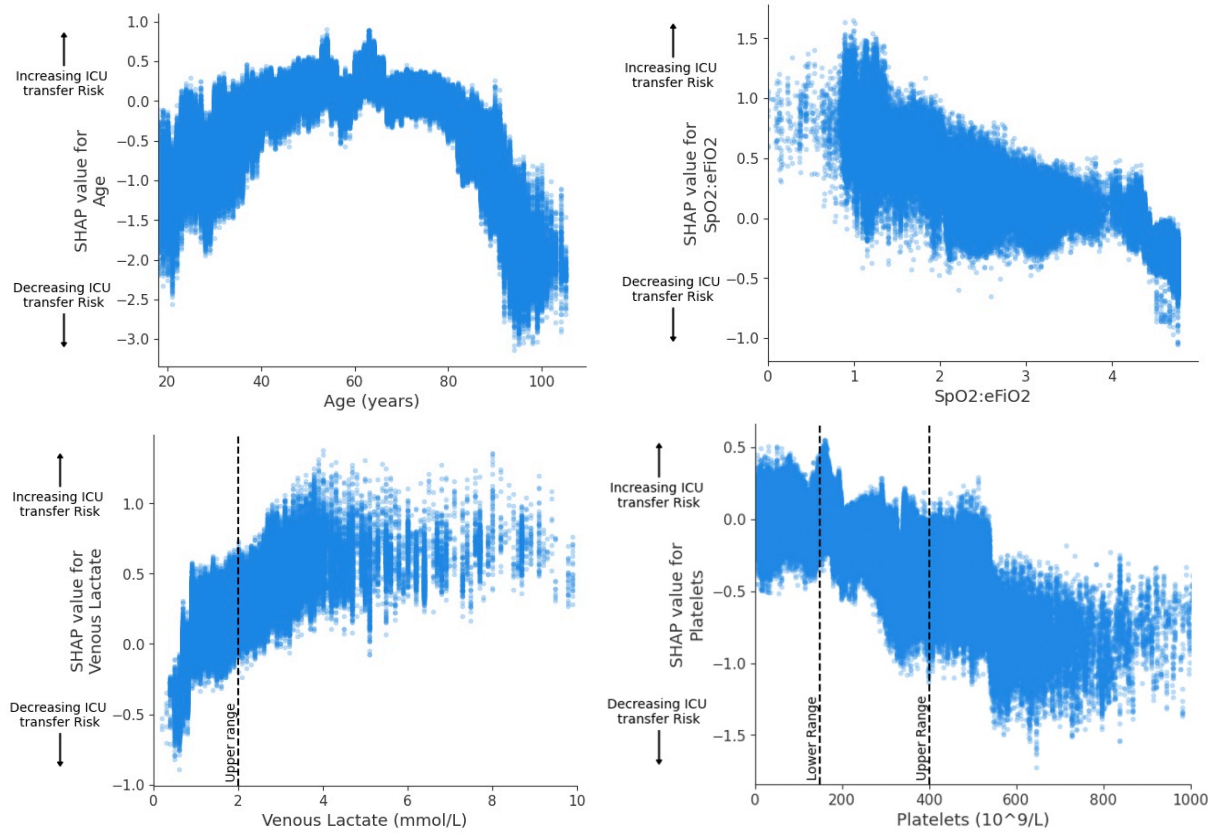 1.0
0.5
0.0
−0.5
−1.0
−1.5
−2.0
−2.5
−3.0
Increasing ICU
transfer Risk
SHAP value for
Age
Decreasing ICU
transfer Risk
20
40
60
80
100
Age (years)
1.5
1.0
0.5
0.0
−0.5
−1.0
Increasing ICU
transfer Risk
SHAP value for
SpO2:eFiO2
Decreasing ICU
transfer Risk
0
1
2
3
4
SpO2:eFiO2
1.0
0.5
0.0
−0.5
−1.0
Increasing ICU
transfer Risk
SHAP value for
Venous Lactate
Decreasing ICU
transfer Risk
Upper range
0
2
4
6
8
10
Venous Lactate (mmol/L)
0.5
0.0
−0.5
−1.0
−1.5
Increasing ICU
transfer Risk
SHAP value for
Platelets
Decreasing ICU
transfer Risk
Lower Range
Upper Range
0
200
400
600
800
1000
Platelets (10^9/L)